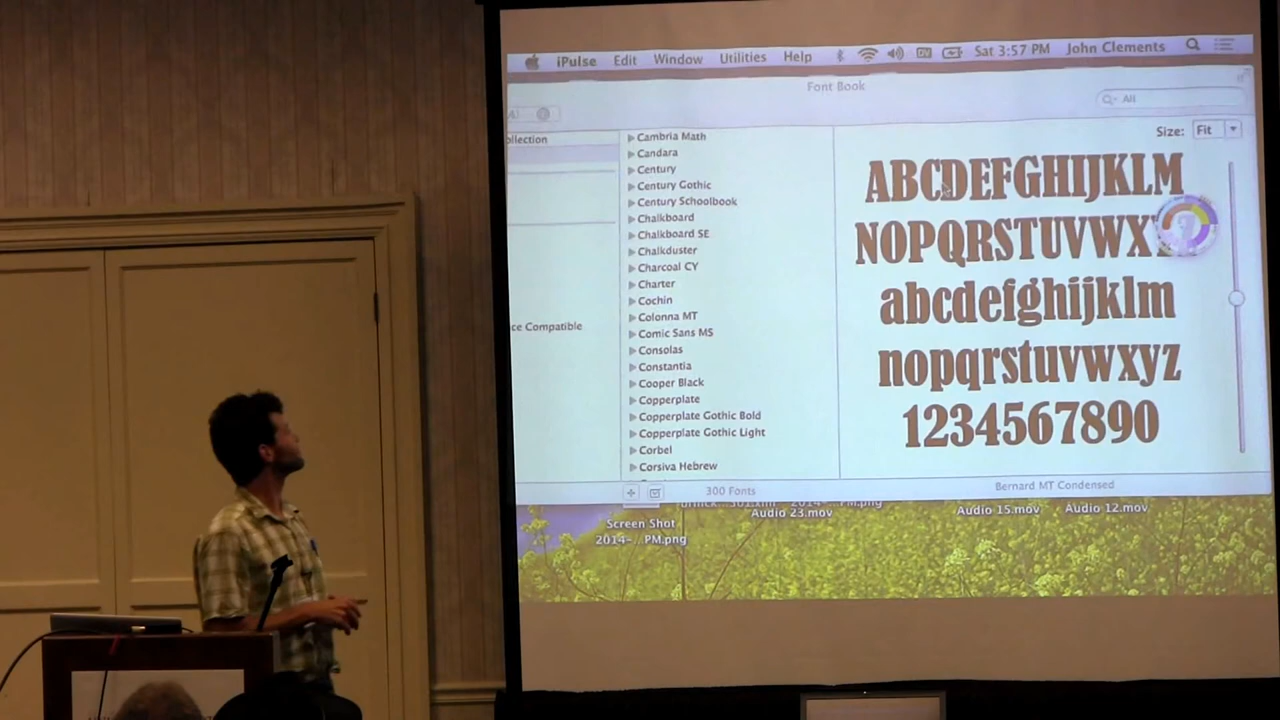 iPulse Edit Window Utilities Help Sat 3:57 PM John Clements
Font Book
All
Size: Fit
ollection
Cambria Math
Candara
Century
Century Gothic
Century Schoolbook
Chalkboard
Chalkboard SE
Chalkduster
Charcoal CY
Charter
Cochin
Colonna MT
Comic Sans MS
Consolas
Constantia
Cooper Black
Copperplate
Copperplate Gothic Bold
Copperplate Gothic Light
Corbel
Corsiva Hebrew
ce Compatible
ABCDEFGHIJKLM
NOPQRSTUVWX
abcdefghijklm
nopqrstuvwxyz
1234567890
300 Fonts
Bernard MT Condensed
Screen Shot
2014-...PM.png
Audio 23.mov
Audio 15.mov
Audio 12.mov